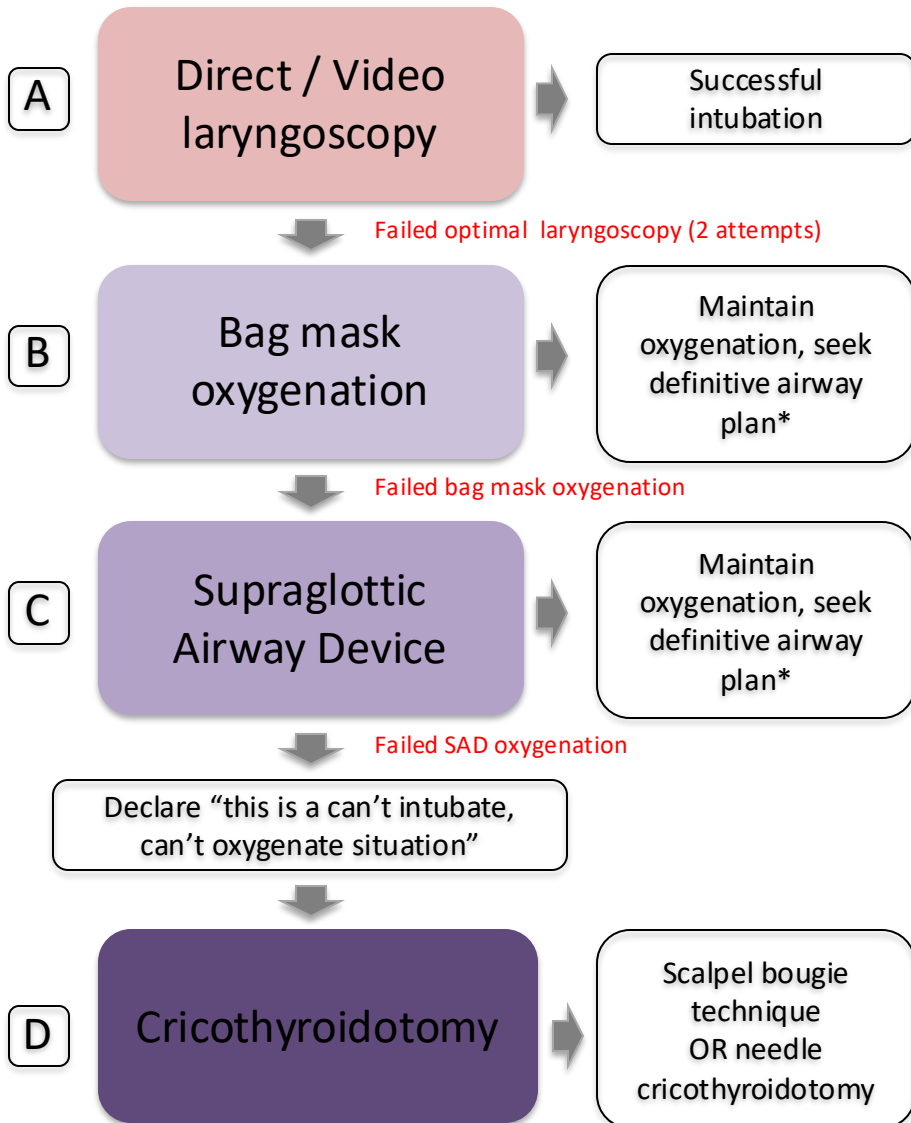 A
Direct / Video
laryngoscopy
Successful
intubation
Failed optimal laryngoscopy (2 attempts)
B
Bag mask
oxygenation
Maintain
oxygenation, seek
definitive airway
plan*
Failed bag mask oxygenation
C
Supraglottic
Airway Device
Maintain
oxygenation, seek
definitive airway
plan*
Failed SAD oxygenation
Declare “this is a can’t intubate,
can’t oxygenate situation”
D
Cricothyroidotomy
Scalpel bougie
technique
OR needle
cricothyroidotomy